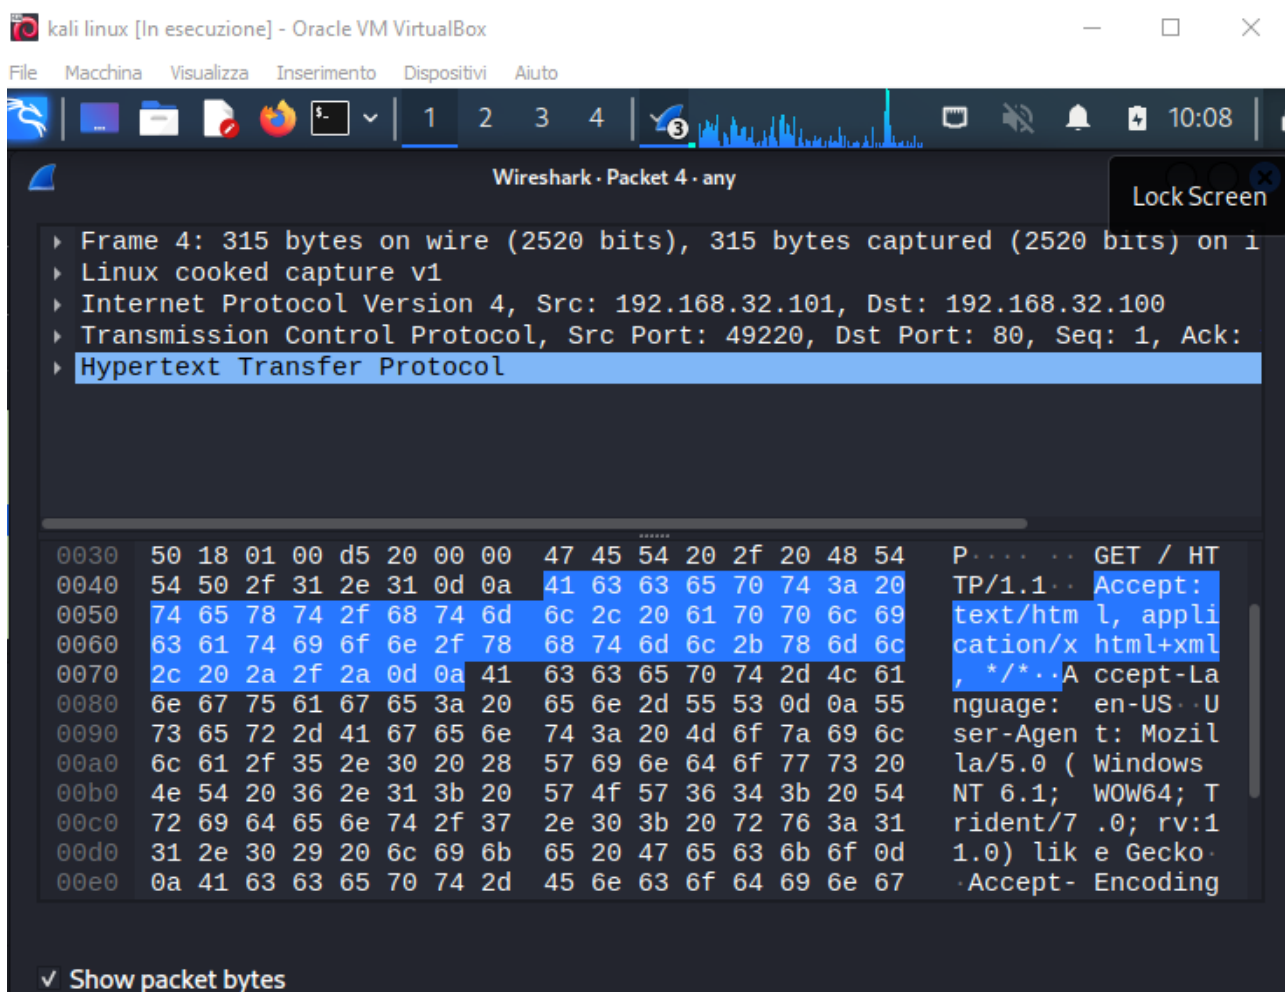 kali linux [In esecuzione] - Oracle VM VirtualBox
File Macchina Visualizza Inserimento Dispositivi Aiuto
1 2 3 4 3 10:08
Wireshark · Packet 4 · any
Lock Screen
Frame 4: 315 bytes on wire (2520 bits), 315 bytes captured (2520 bits) on i
Linux cooked capture v1
Internet Protocol Version 4, Src: 192.168.32.101, Dst: 192.168.32.100
Transmission Control Protocol, Src Port: 49220, Dst Port: 80, Seq: 1, Ack:
Hypertext Transfer Protocol
0030 50 18 01 00 d5 20 00 00 47 45 54 20 2f 20 48 54 P···· ·· GET / HT
0040 54 50 2f 31 2e 31 0d 0a 41 63 63 65 70 74 3a 20 TP/1.1·· Accept:
0050 74 65 78 74 2f 68 74 6d 6c 2c 20 61 70 70 6c 69 text/htm l, appli
0060 63 61 74 69 6f 6e 2f 78 68 74 6d 6c 2b 78 6d 6c cation/x html+xml
0070 2c 20 2a 2f 2a 0d 0a 41 63 63 65 70 74 2d 4c 61 , */*··A ccept-La
0080 6e 67 75 61 67 65 3a 20 65 6e 2d 55 53 0d 0a 55 nguage: en-US··U
0090 73 65 72 2d 41 67 65 6e 74 3a 20 4d 6f 7a 69 6c ser-Agen t: Mozil
00a0 6c 61 2f 35 2e 30 20 28 57 69 6e 64 6f 77 73 20 la/5.0 ( Windows
00b0 4e 54 20 36 2e 31 3b 20 57 4f 57 36 34 3b 20 54 NT 6.1; WOW64; T
00c0 72 69 64 65 6e 74 2f 37 2e 30 3b 20 72 76 3a 31 rident/7 .0; rv:1
00d0 31 2e 30 29 20 6c 69 6b 65 20 47 65 63 6b 6f 0d 1.0) lik e Gecko·
00e0 0a 41 63 63 65 70 74 2d 45 6e 63 6f 64 69 6e 67 ·Accept- Encoding
Show packet bytes